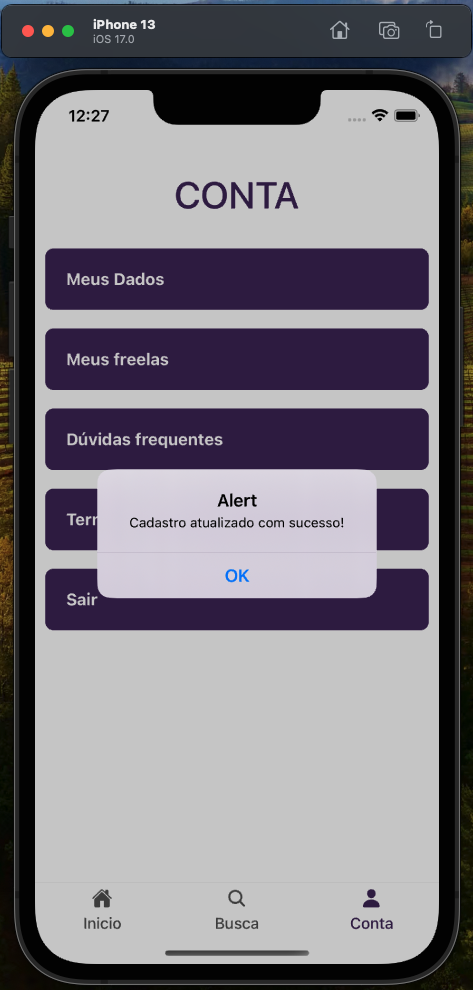 iPhone 13
iOS 17.0
12:27
CONTA
Meus Dados
Meus freelas
Dúvidas frequentes
Alert
Cadastro atualizado com sucesso!
OK
Sair
Inicio
Busca
Conta